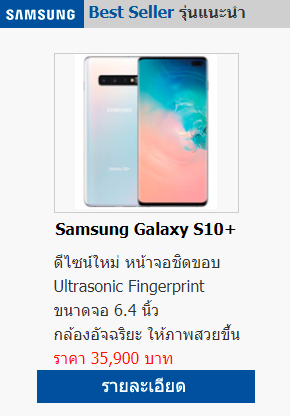 SAMSUNG Best Seller รุ่นแนะนำ
Samsung Galaxy S10+
ดีไซน์ใหม่ หน้าจอชิดขอบ
Ultrasonic Fingerprint
ขนาดจอ 6.4 นิ้ว
กล้องอัจฉริยะ ให้ภาพสวยขึ้น
ราคา 35,900 บาท
รายละเอียด